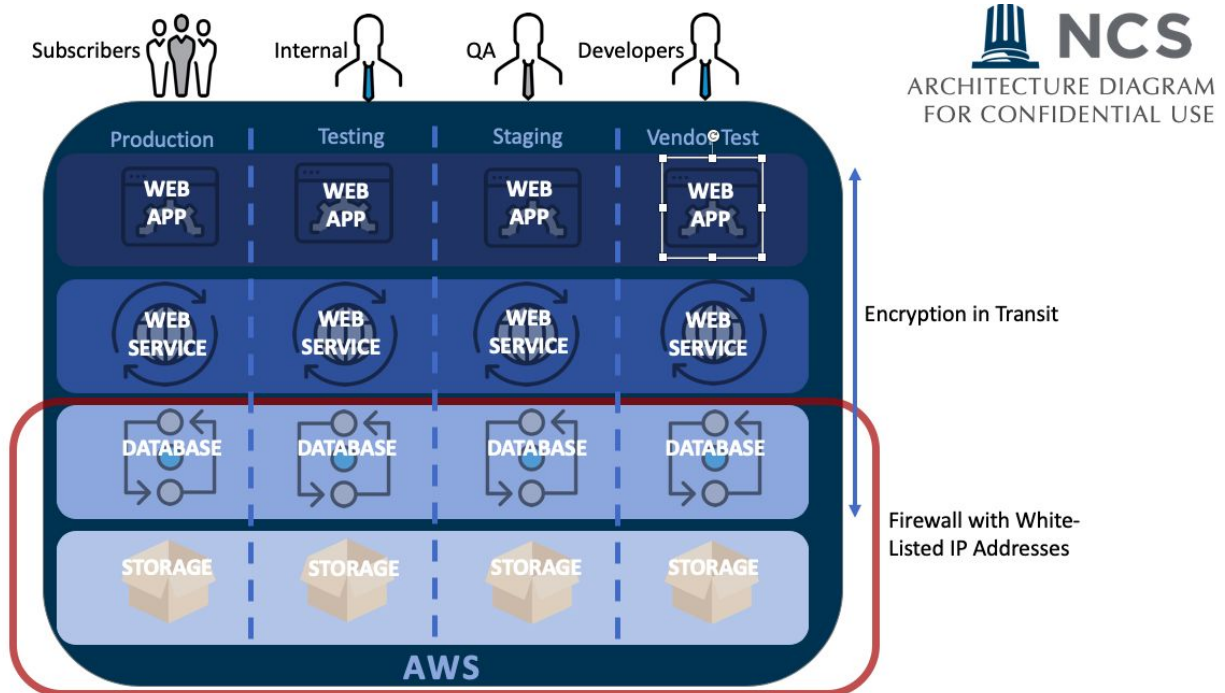 Subscribers
Internal
QA
Developers
NCS
ARCHITECTURE DIAGRAM
FOR CONFIDENTIAL USE
Production
Testing
Staging
Vendor Test
WEB
APP
WEB
APP
WEB
APP
WEB
APP
WEB
SERVICE
WEB
SERVICE
WEB
SERVICE
WEB
SERVICE
Encryption in Transit
DATABASE
DATABASE
DATABASE
DATABASE
Firewall with White-
Listed IP Addresses
STORAGE
STORAGE
STORAGE
STORAGE
AWS